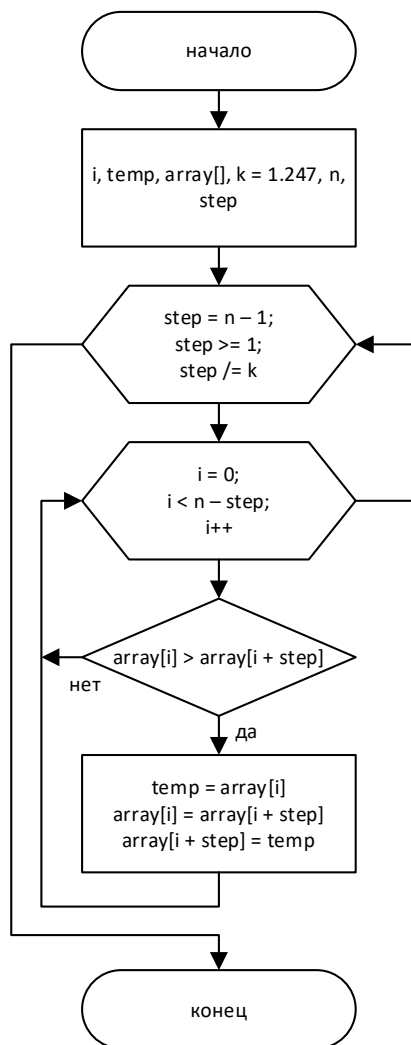 начало
i, temp, array[], k = 1.247, n,
step
step = n – 1;
step >= 1;
step /= k
i = 0;
i < n – step;
i++
array[i] > array[i + step]
нет
да
temp = array[i]
array[i] = array[i + step]
array[i + step] = temp
конец